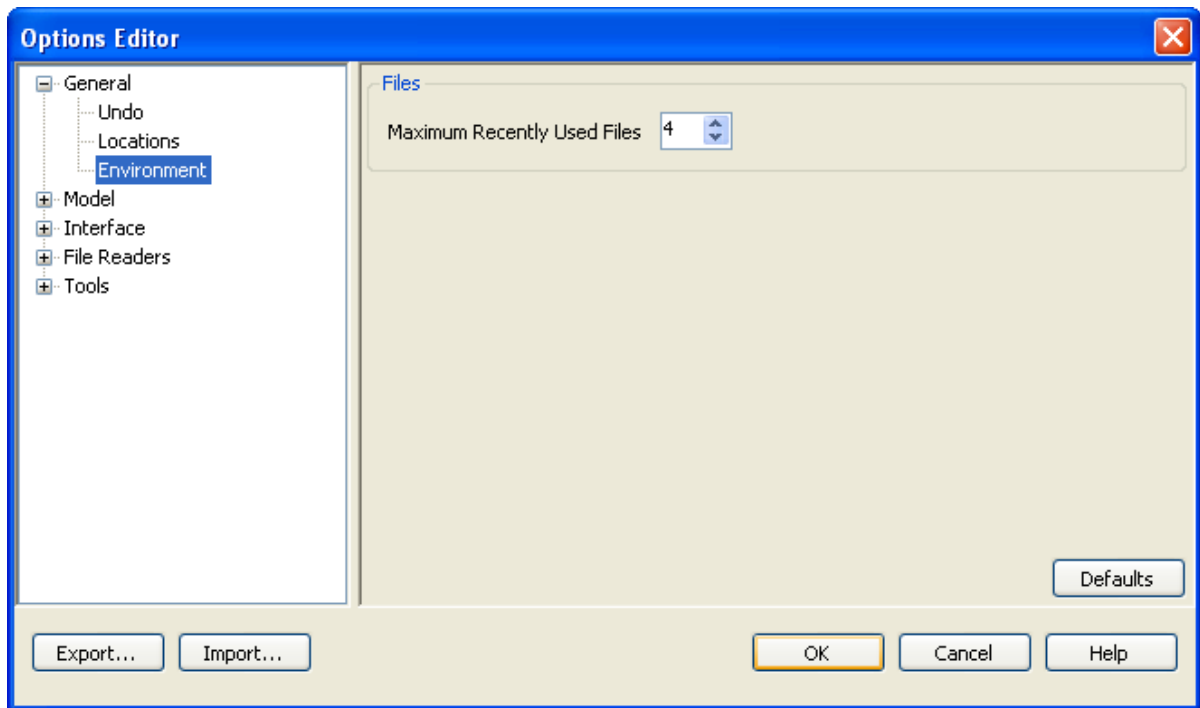 Options Editor
General
Undo
Locations
Environment
Model
Interface
File Readers
Tools
Files
Maximum Recently Used Files 4
Defaults
Export... Import... OK Cancel Help